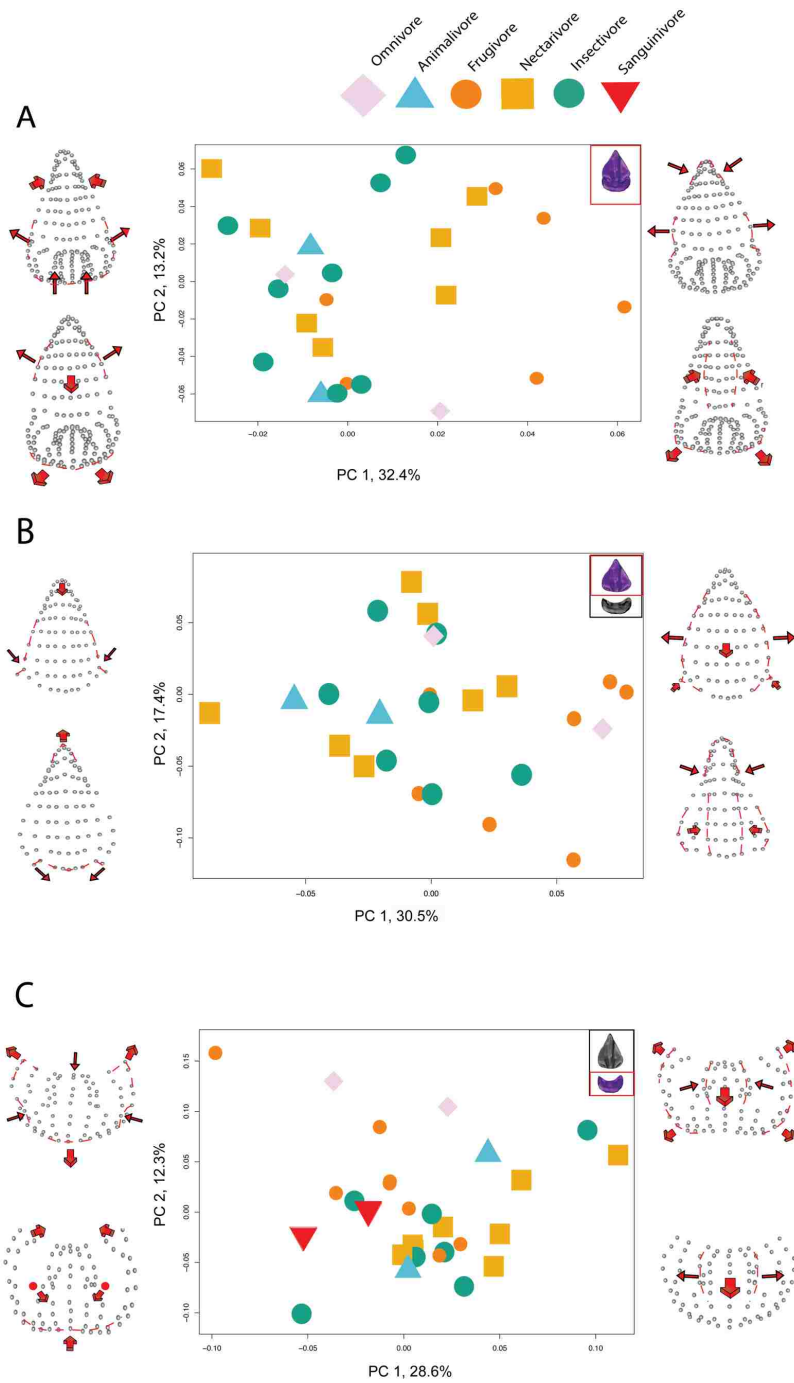 Omnivore
Animalivore
Frugivore
Nectarivore
Insectivore
Sanguinivore
A
0.06
0.04
0.02
0.00
-0.02
-0.04
-0.06
PC 2, 13.2%
-0.02
0.00
0.02
0.04
0.06
PC 1, 32.4%
B
0.05
0.00
-0.05
-0.10
PC 2, 17.4%
-0.05
0.00
0.05
PC 1, 30.5%
C
0.15
0.10
0.05
0.00
-0.05
-0.10
PC 2, 12.3%
-0.10
-0.05
0.00
0.05
0.10
PC 1, 28.6%